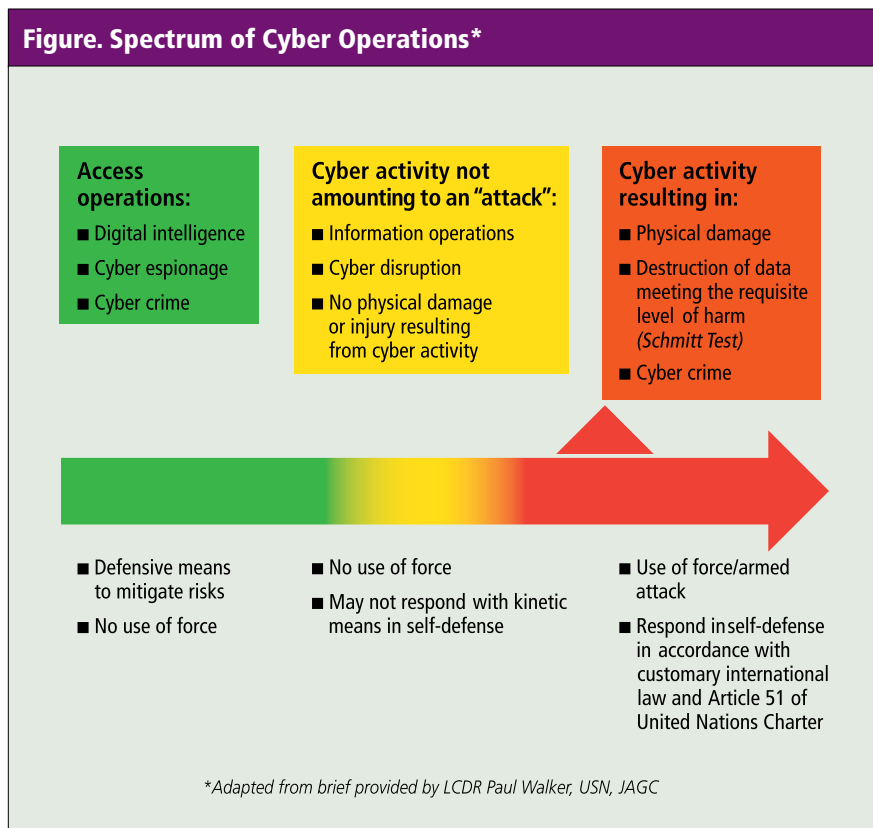 Figure. Spectrum of Cyber Operations*
Access
operations:
■ Digital intelligence
■ Cyber espionage
■ Cyber crime
Cyber activity not
amounting to an “attack”:
■ Information operations
■ Cyber disruption
■ No physical damage
or injury resulting
from cyber activity
Cyber activity
resulting in:
■ Physical damage
■ Destruction of data
meeting the requisite
level of harm
(Schmitt Test)
■ Cyber crime
■ Defensive means
to mitigate risks
■ No use of force
■ No use of force
■ May not respond with kinetic
means in self-defense
■ Use of force/armed
attack
■ Respond in self-defense
in accordance with
customary international
law and Article 51 of
United Nations Charter
*Adapted from brief provided by LCDR Paul Walker, USN, JAGC